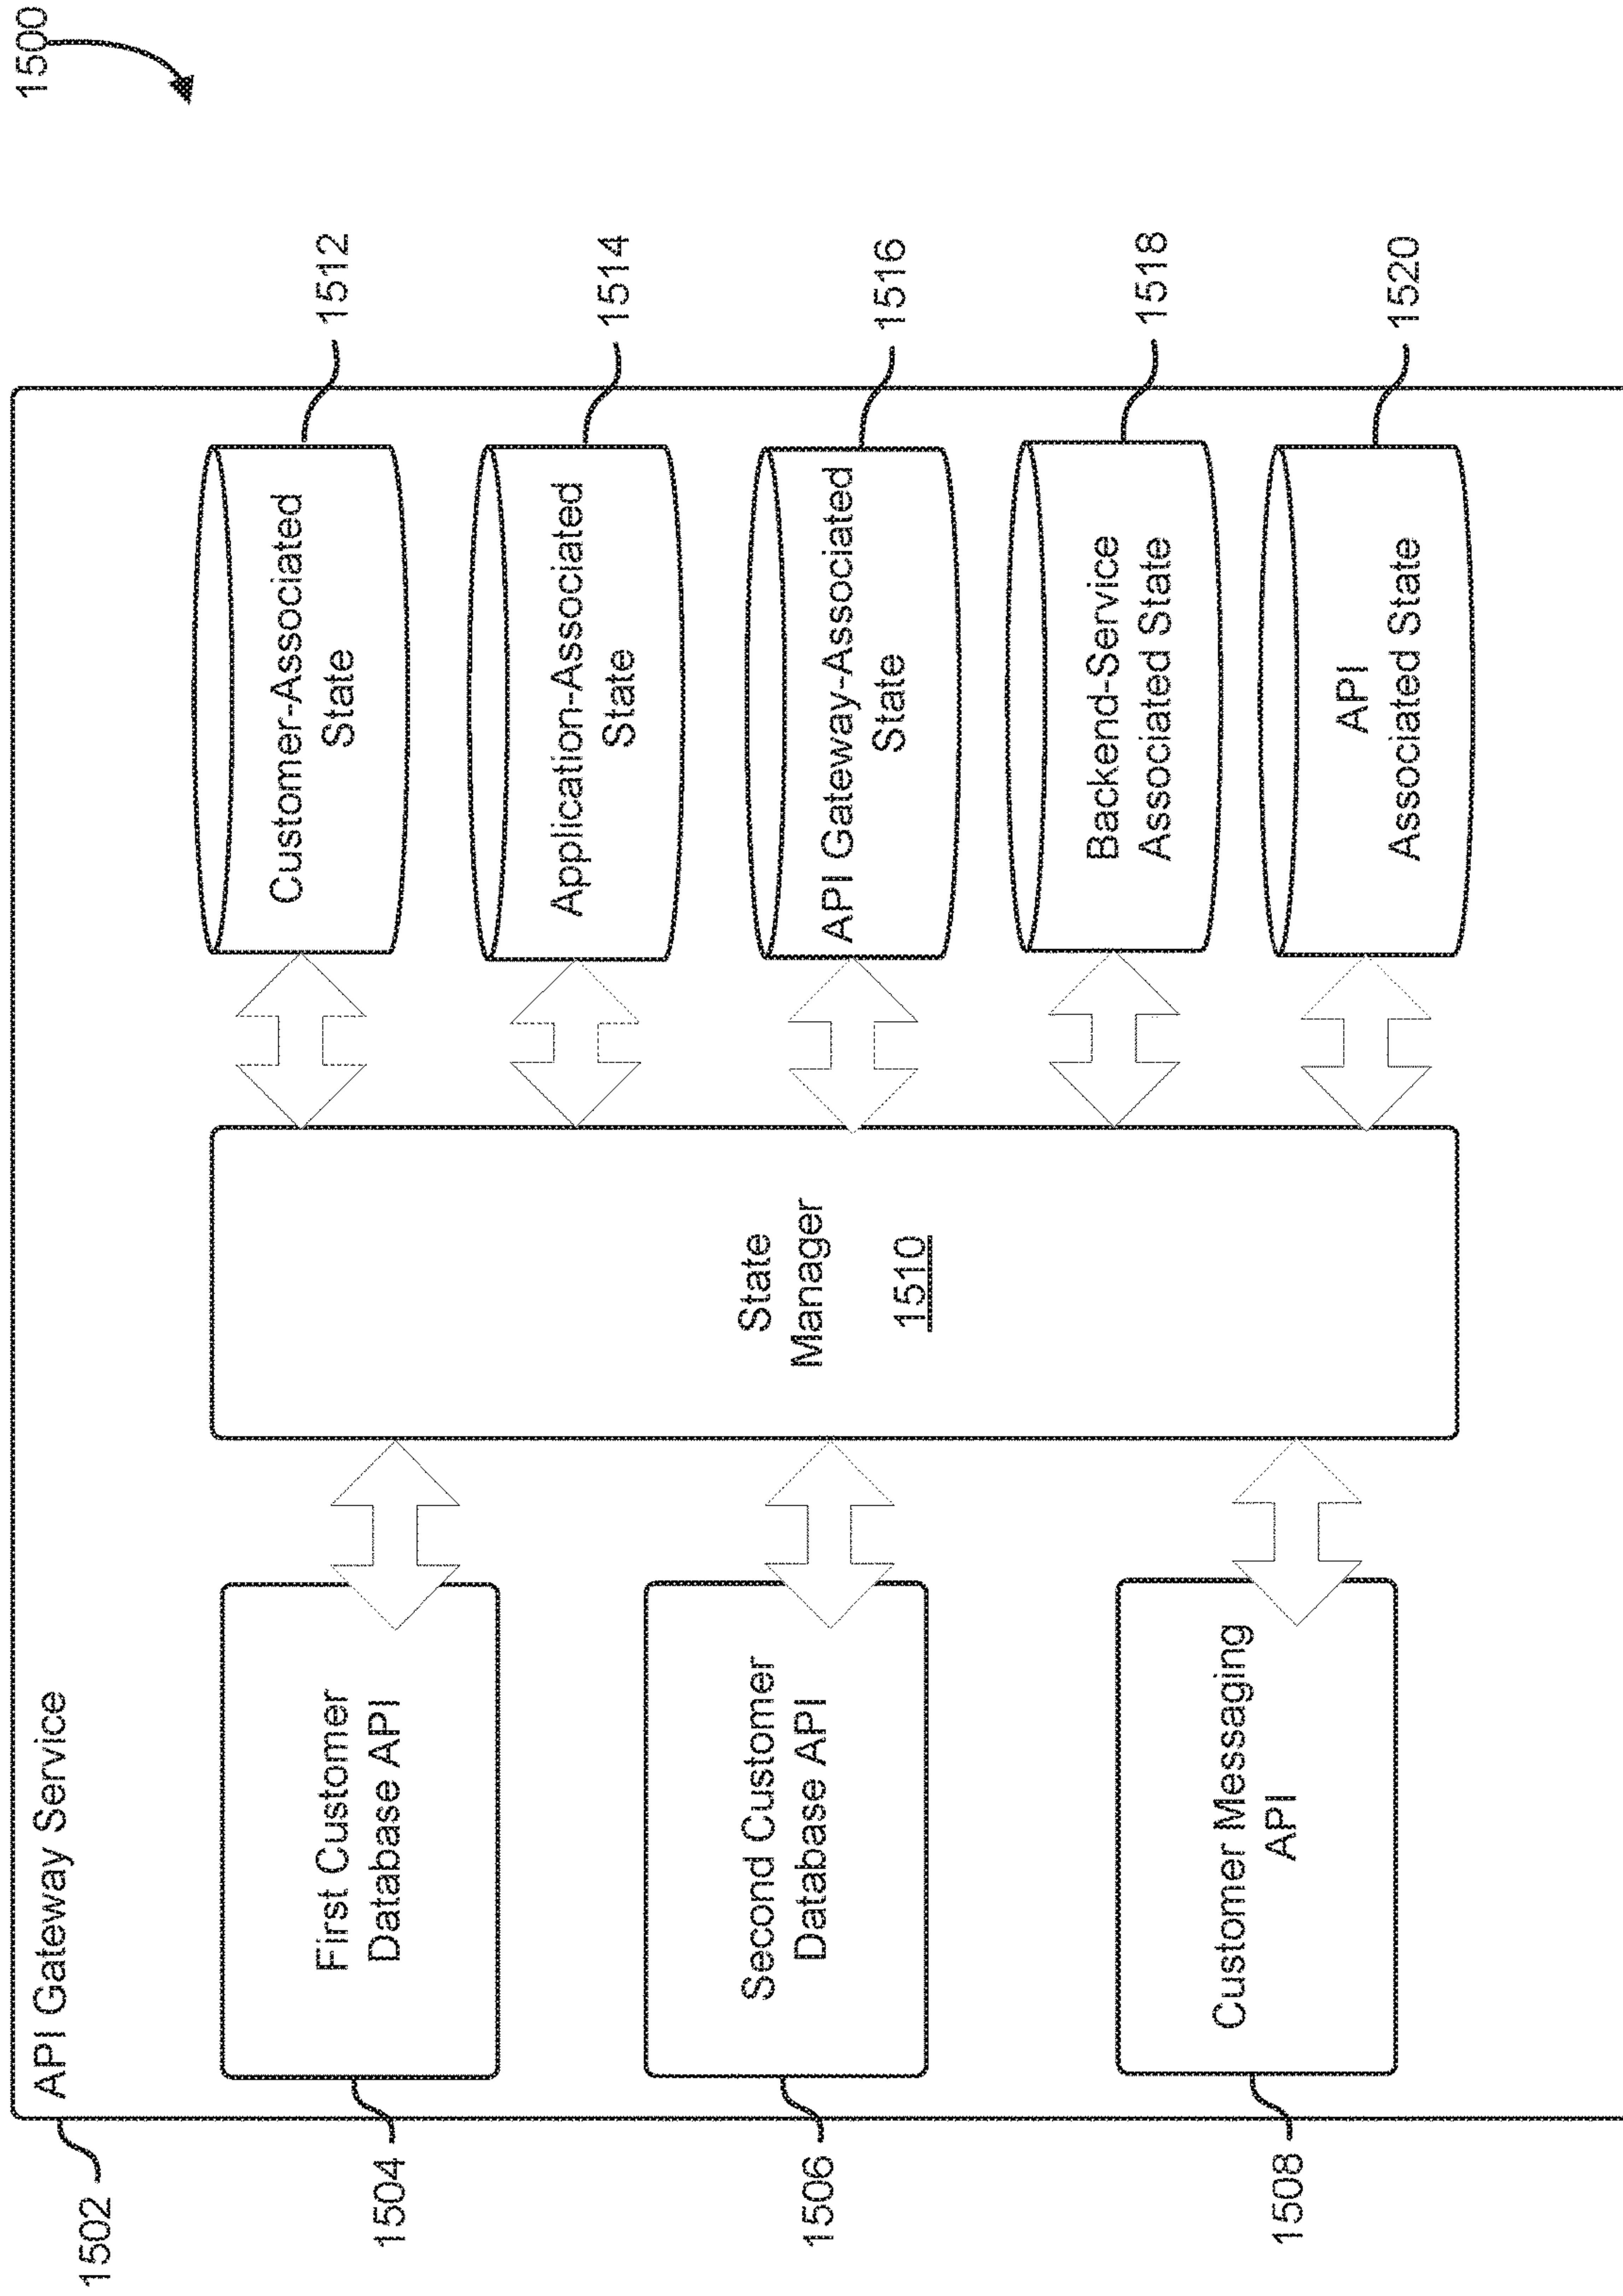 1500
API Gateway Service
1502
First Customer
Database API
1504
Second Customer
Database API
1506
Customer Messaging
API
1508
State
Manager
1510
Customer-Associated
State
1512
Application-Associated
State
1514
API Gateway-Associated
State
1516
Backend-Service
Associated State
1518
API
Associated State
1520